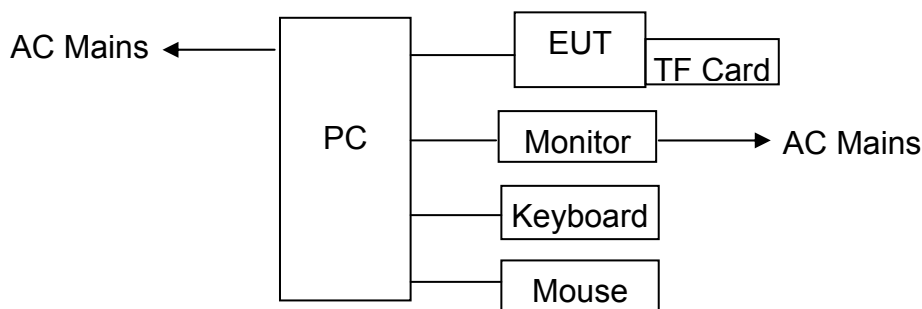 AC Mains
PC
EUT
TF Card
Monitor
AC Mains
Keyboard
Mouse